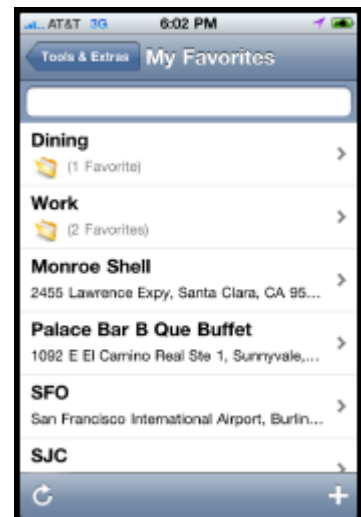 AT&T 3G 6:02 PM
Tools & Extras My Favorites
Dining
(1 Favorite)
Work
(2 Favorites)
Monroe Shell
2455 Lawrence Expy, Santa Clara, CA 95...
Palace Bar B Que Buffet
1092 E El Camino Real Ste 1, Sunnyvale,...
SFO
San Francisco International Airport, Burlin...
SJC